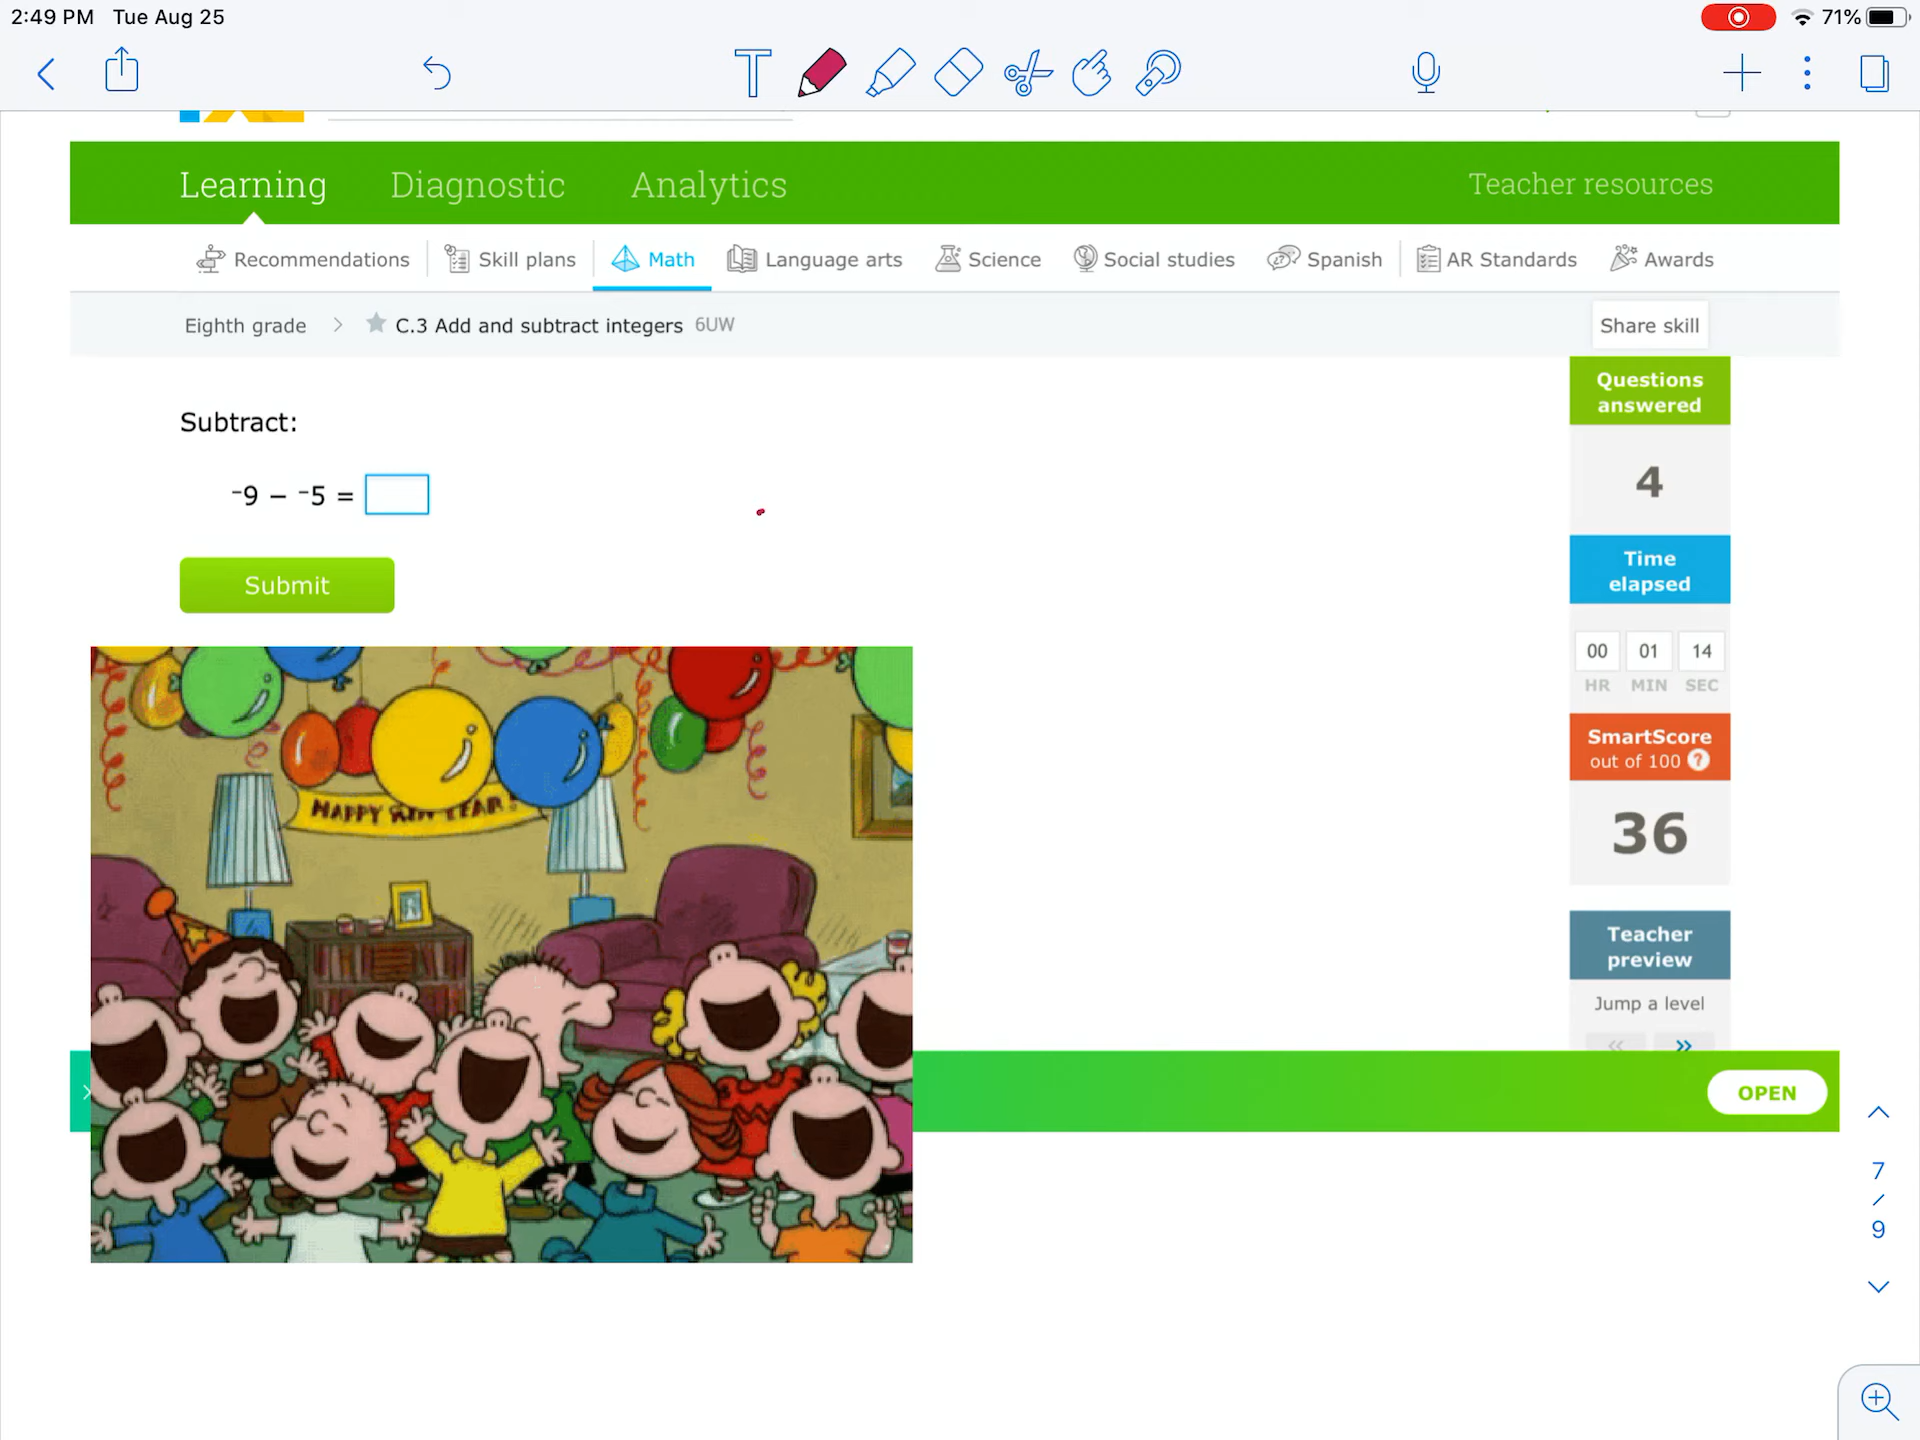 2:49 PM Tue Aug 25
71%
Learning Diagnostic Analytics Teacher resources
Recommendations Skill plans Math Language arts Science Social studies Spanish AR Standards Awards
Eighth grade > C.3 Add and subtract integers 6UW Share skill
Subtract:
⁻9 – ⁻5 =
Submit
Questions
answered
4
Time
elapsed
00 01 14
HR MIN SEC
SmartScore
out of 100 ?
36
Teacher
preview
Jump a level
HAPPY NEW YEAR!
OPEN
7
/
9